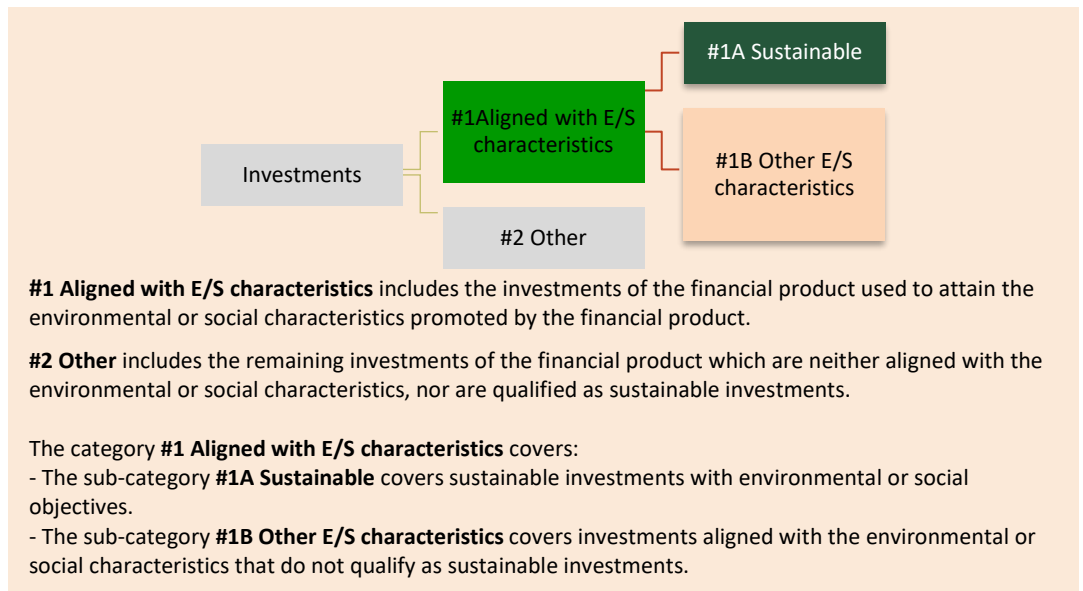 #1A Sustainable
#1Aligned with E/S
characteristics
Investments
#1B Other E/S
characteristics
#2 Other
#1 Aligned with E/S characteristics includes the investments of the financial product used to attain the
environmental or social characteristics promoted by the financial product.
#2 Other includes the remaining investments of the financial product which are neither aligned with the
environmental or social characteristics, nor are qualified as sustainable investments.
The category #1 Aligned with E/S characteristics covers:
- The sub-category #1A Sustainable covers sustainable investments with environmental or social
objectives.
- The sub-category #1B Other E/S characteristics covers investments aligned with the environmental or
social characteristics that do not qualify as sustainable investments.